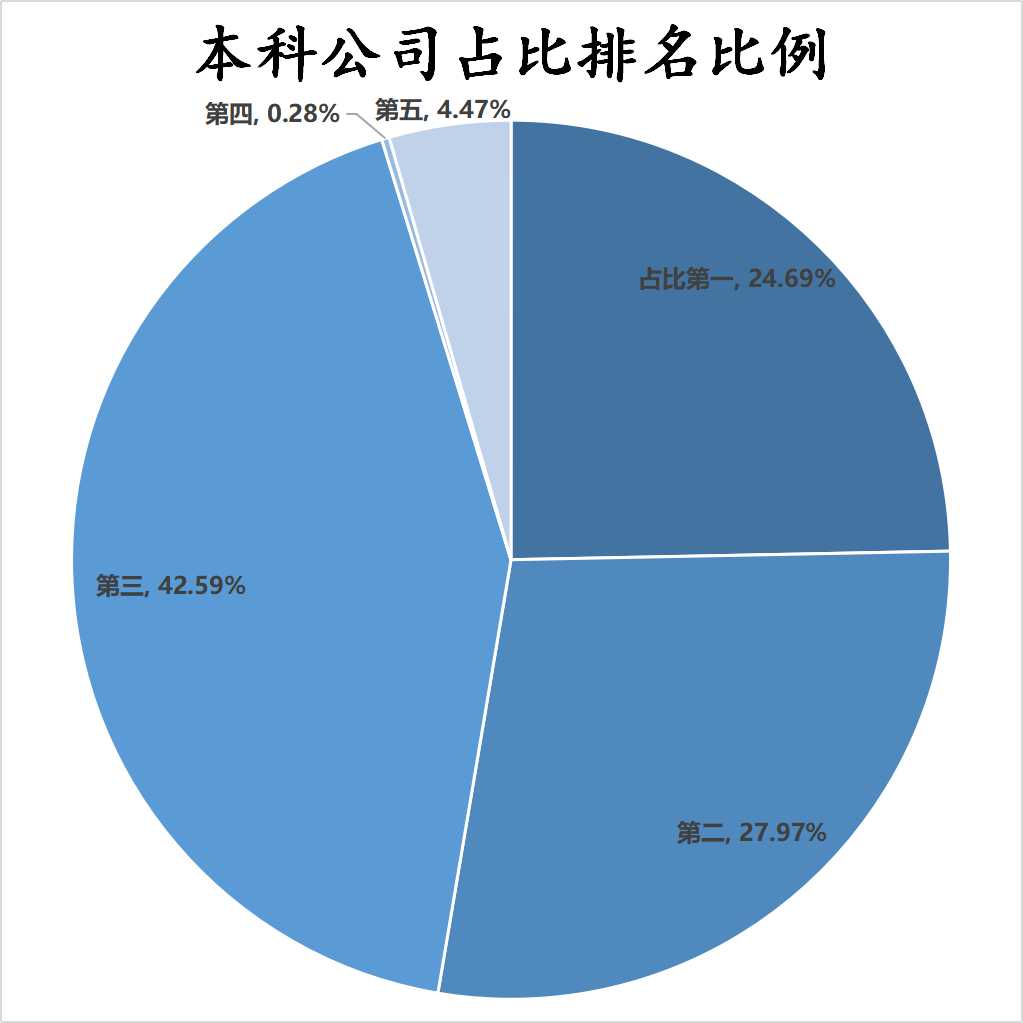 本科公司占比排名比例
第四, 0.28%
第五, 4.47%
占比第一, 24.69%
第三, 42.59%
第二, 27.97%